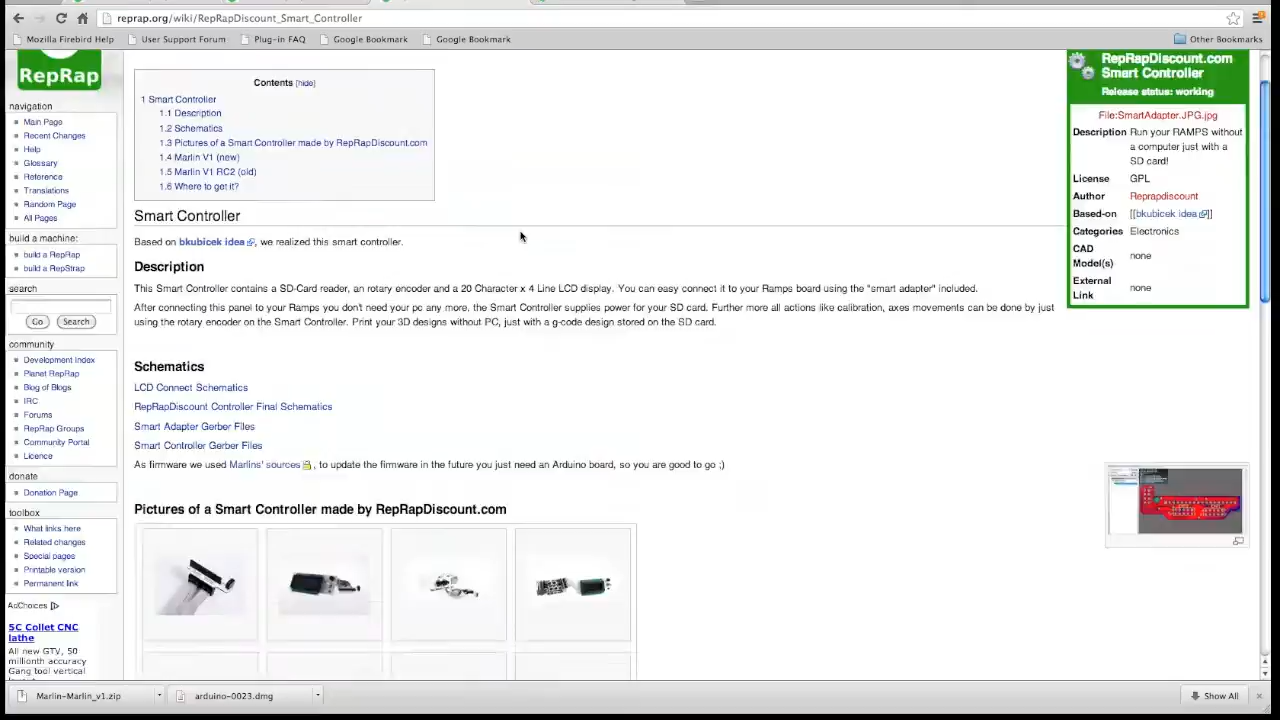 reprap.org/wiki/RepRapDiscount_Smart_Controller
Mozilla Firebird Help
User Support Forum
Plug-in FAQ
Google Bookmark
Google Bookmark
Other Bookmarks
RepRap
navigation
Main Page
Recent Changes
Help
Glossary
Reference
Translations
Random Page
All Pages
build a machine:
build a RepRap
build a RepStrap
search
Go
Search
community
Development Index
Planet RepRap
Blog of Blogs
IRC
Forums
RepRap Groups
Community Portal
Licence
donate
Donation Page
toolbox
What links here
Related changes
Special pages
Printable version
Permanent link
AdChoices
5C Collet CNC
lathe
All new GTV, 50
millionth accuracy
Gang tool vertical
Contents [hide]
1 Smart Controller
1.1 Description
1.2 Schematics
1.3 Pictures of a Smart Controller made by RepRapDiscount.com
1.4 Marlin V1 (new)
1.5 Marlin V1 RC2 (old)
1.6 Where to get it?
Smart Controller
Based on bkubicek idea, we realized this smart controller.
Description
This Smart Controller contains a SD-Card reader, an rotary encoder and a 20 Character x 4 Line LCD display. You can easy connect it to your Ramps board using the "smart adapter" included.
After connecting this panel to your Ramps you don't need your pc any more, the Smart Controller supplies power for your SD card. Further more all actions like calibration, axes movements can be done by just
using the rotary encoder on the Smart Controller. Print your 3D designs without PC, just with a g-code design stored on the SD card.
Schematics
LCD Connect Schematics
RepRapDiscount Controller Final Schematics
Smart Adapter Gerber Files
Smart Controller Gerber Files
As firmware we used Marlins' sources, to update the firmware in the future you just need an Arduino board, so you are good to go ;)
Pictures of a Smart Controller made by RepRapDiscount.com
RepRapDiscount.com
Smart Controller
Release status: working
File:SmartAdapter.JPG.jpg
Description Run your RAMPS without
a computer just with a
SD card!
License GPL
Author Reprapdiscount
Based-on [[bkubicek idea]]
Categories Electronics
CAD
Model(s) none
External
Link none
Marlin-Marlin_v1.zip
arduino-0023.dmg
Show All